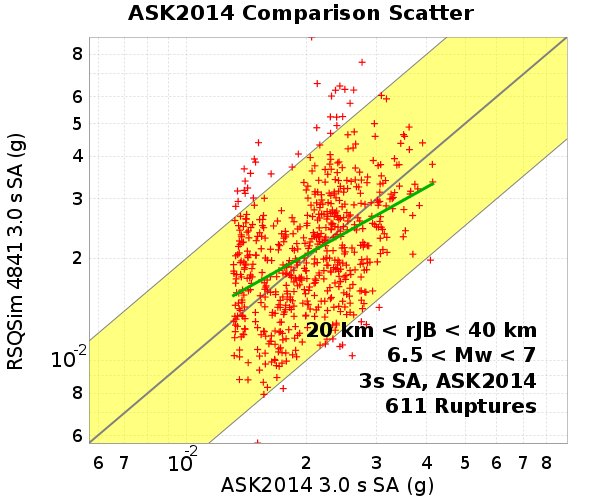 ASK2014 Comparison Scatter
RSQSim 4841 3.0 s SA (g)
8
6
5
4
3
2
10^-2
8
6
20 km < rJB < 40 km
6.5 < Mw < 7
3s SA, ASK2014
611 Ruptures
6 7 10^-2 2 3 4 5 6 7 8
ASK2014 3.0 s SA (g)